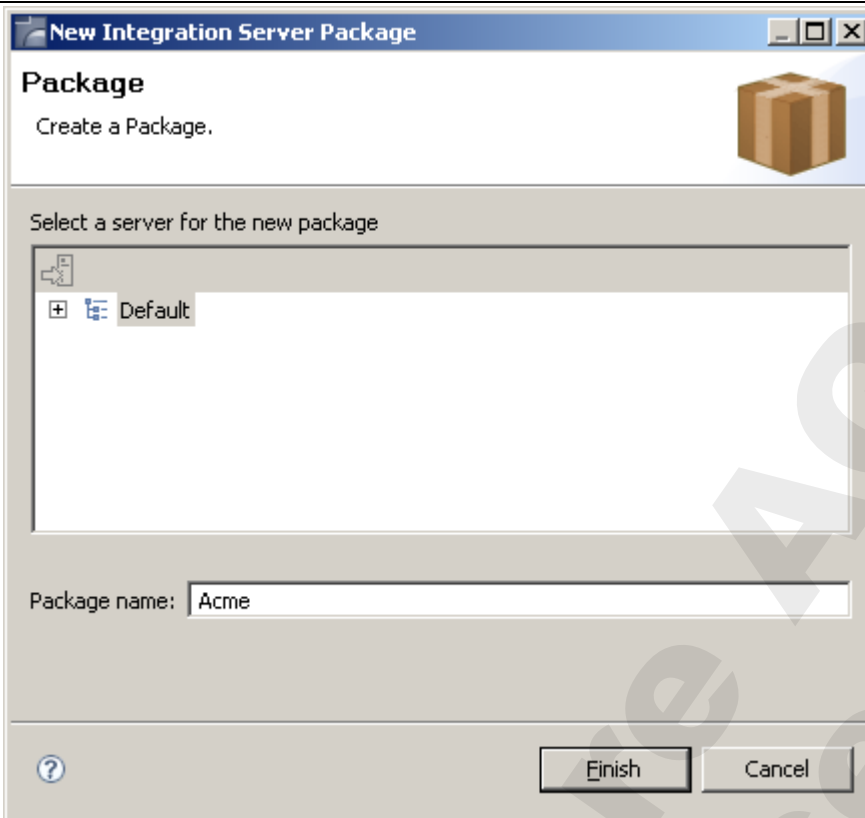 New Integration Server Package
Package
Create a Package.
Select a server for the new package
Default
Package name: Acme
Finish Cancel